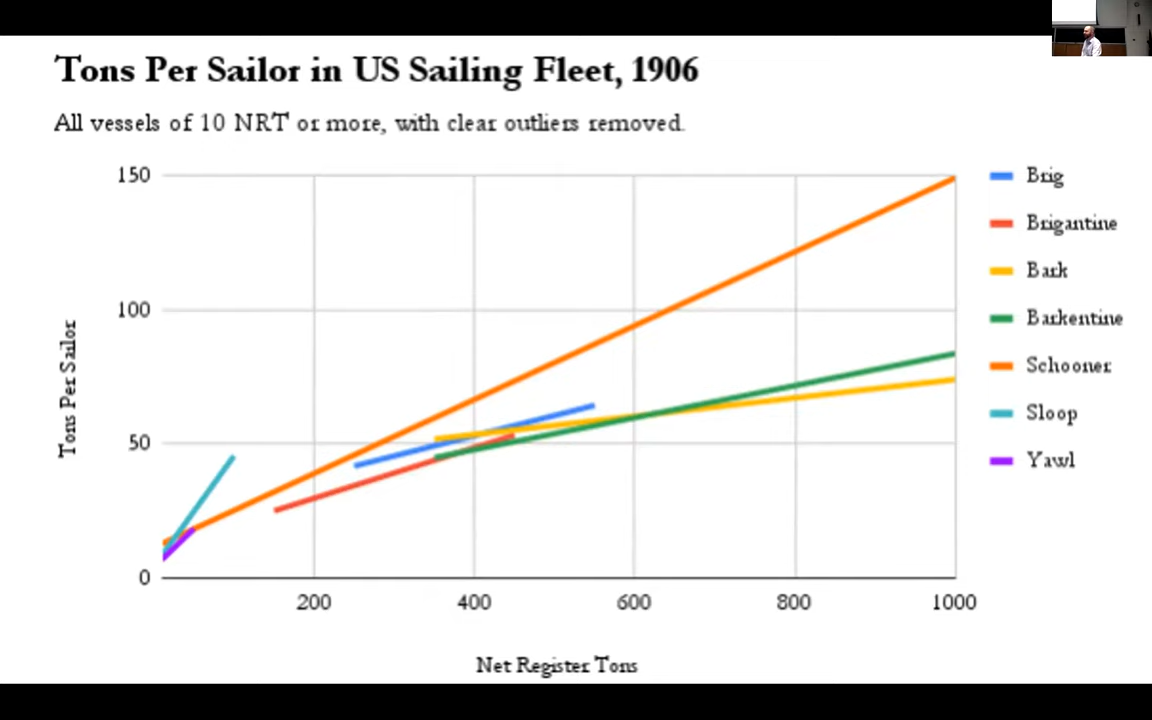 Tons Per Sailor in US Sailing Fleet, 1906
All vessels of 10 NRT or more, with clear outliers removed.
150
100
50
0
Tons Per Sailor
200
400
600
800
1000
Net Register Tons
Brig
Brigantine
Bark
Barkentine
Schooner
Sloop
Yawl